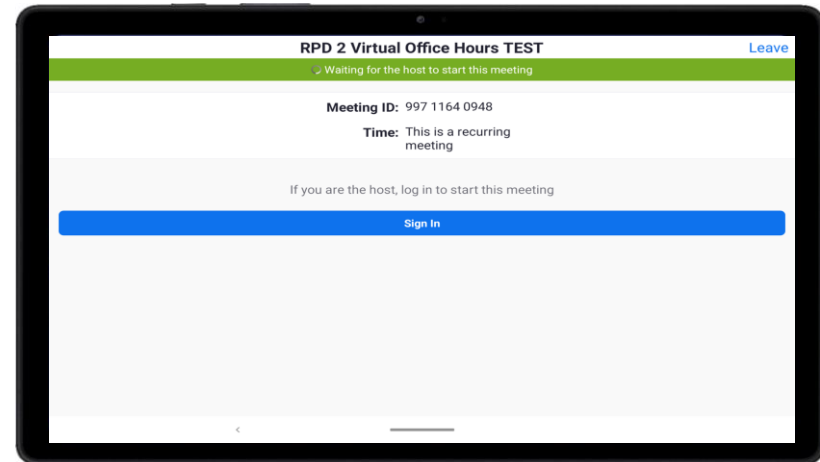 RPD 2 Virtual Office Hours TEST
Leave
Waiting for the host to start this meeting
Meeting ID: 997 1164 0948
Time: This is a recurring
meeting
If you are the host, log in to start this meeting
Sign In